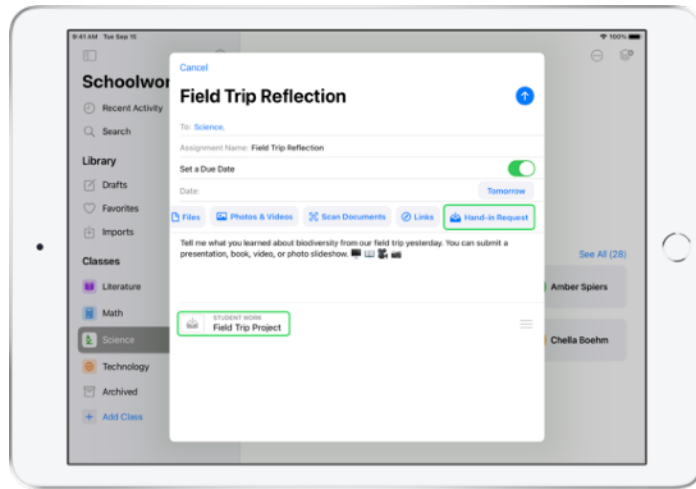 9:41 AM Tue Sep 15
100%
Schoolwor
Recent Activity
Search
Library
Drafts
Favorites
Imports
Classes
Literature
Math
Science
Technology
Archived
Add Class
Cancel
Field Trip Reflection
To: Science,
Assignment Name: Field Trip Reflection
Set a Due Date
Date: Tomorrow
Files Photos & Videos Scan Documents Links Hand-in Request
Tell me what you learned about biodiversity from our field trip yesterday. You can submit a
presentation, book, video, or photo slideshow.
STUDENT WORK
Field Trip Project
See All (28)
Amber Spiers
Chella Boehm